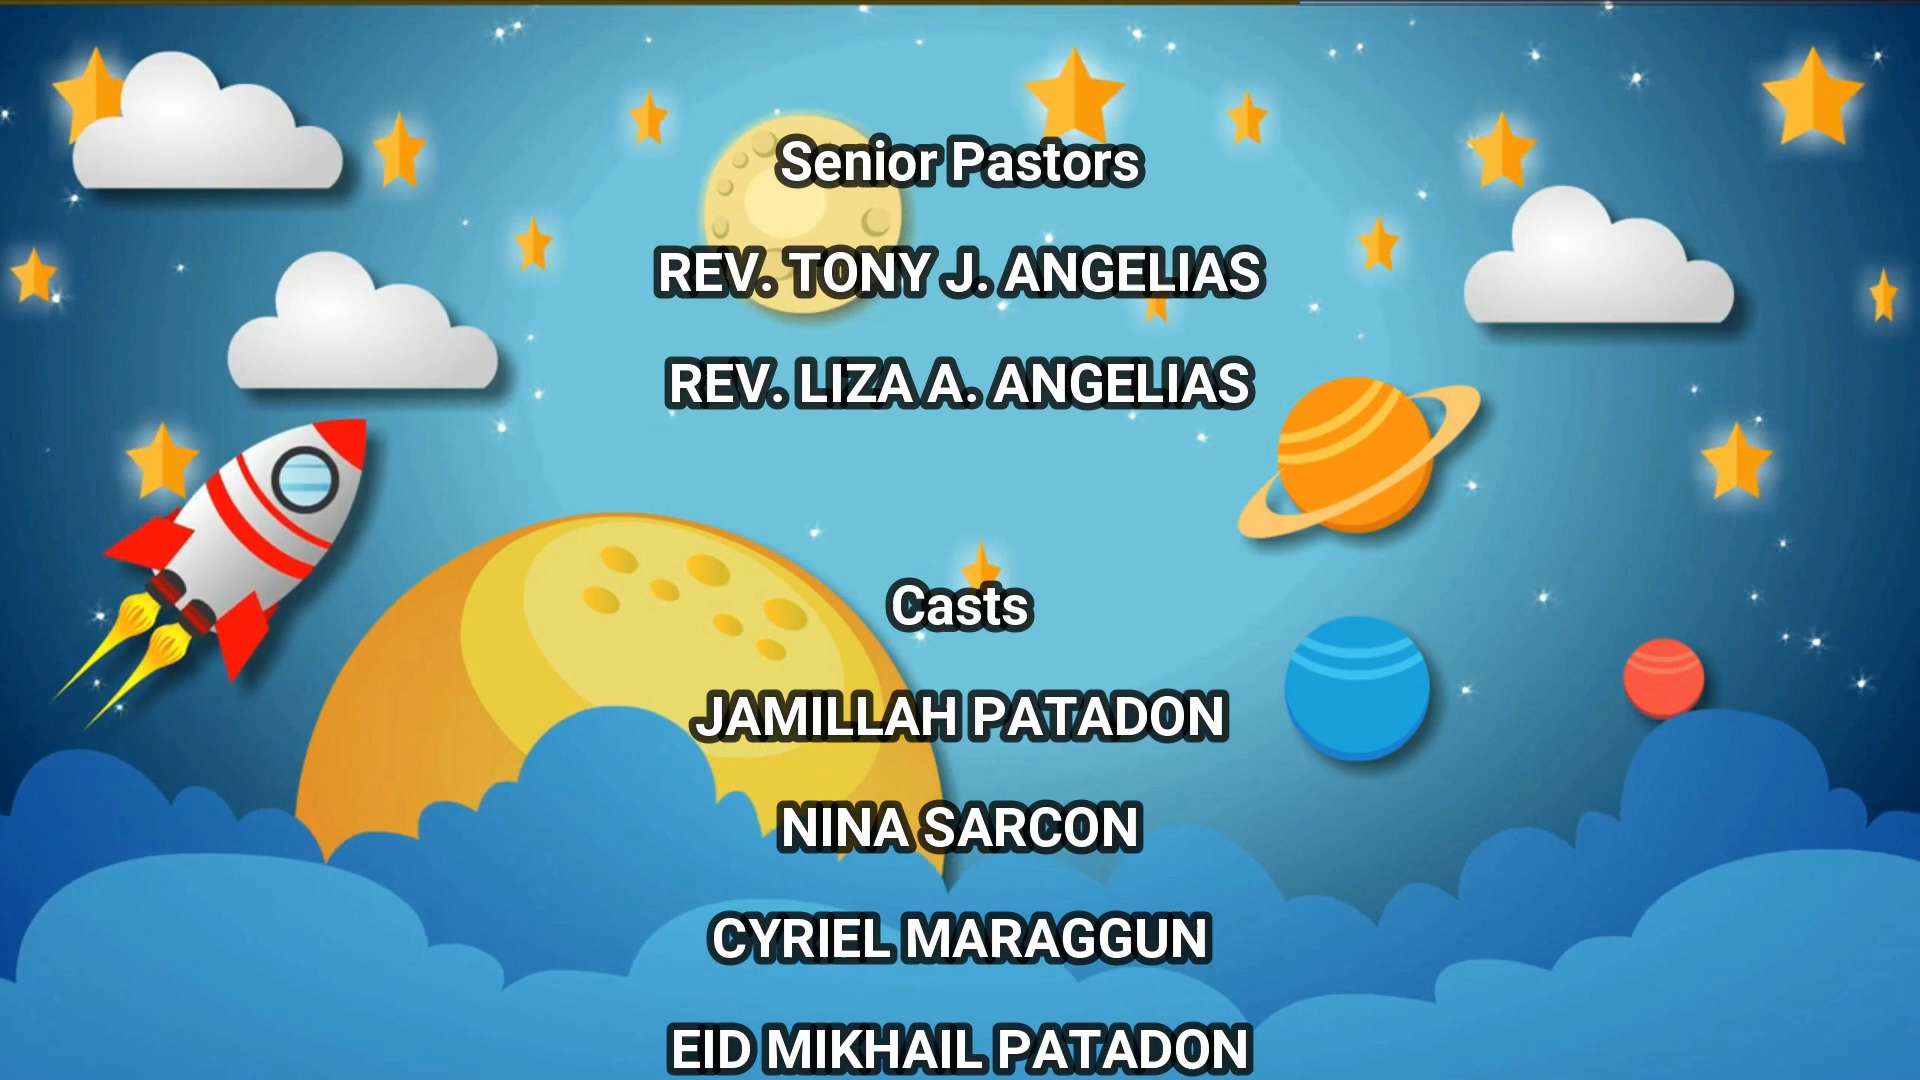 Senior Pastors
REV. TONY J. ANGELIAS
REV. LIZA A. ANGELIAS
Casts
JAMILLAH PATADON
NINA SARCON
CYRIEL MARAGGUN
EID MIKHAIL PATADON